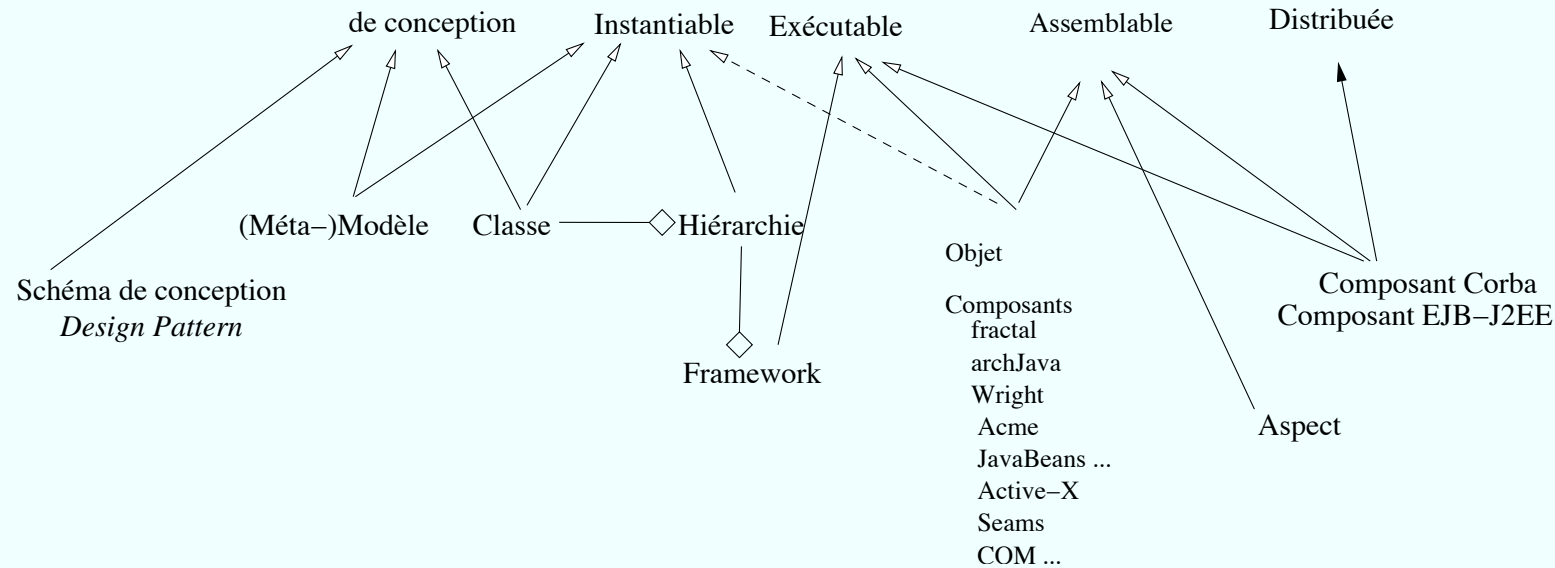 de conception
Instantiable
Exécutable
Assemblable
Distribuée
(Méta–)Modèle
Classe
Hiérarchie
Schéma de conception
Design Pattern
Framework
Objet
Composants
fractal
archJava
Wright
Acme
JavaBeans ...
Active–X
Seams
COM ...
Composant Corba
Composant EJB–J2EE
Aspect